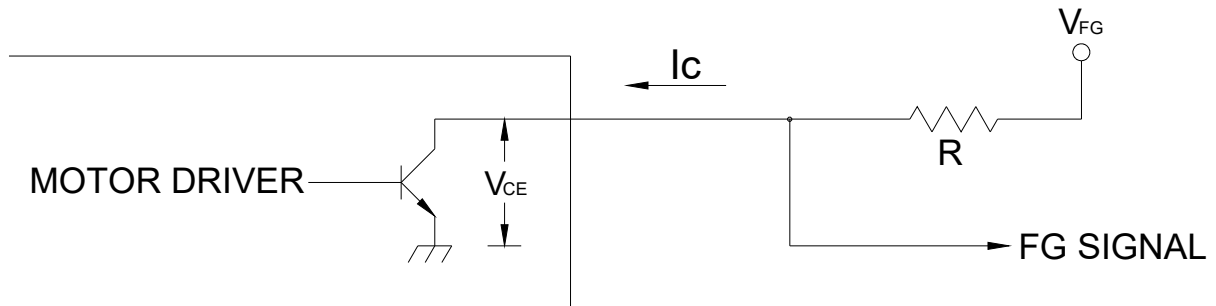 VFG
Ic
R
MOTOR DRIVER
VCE
FG SIGNAL